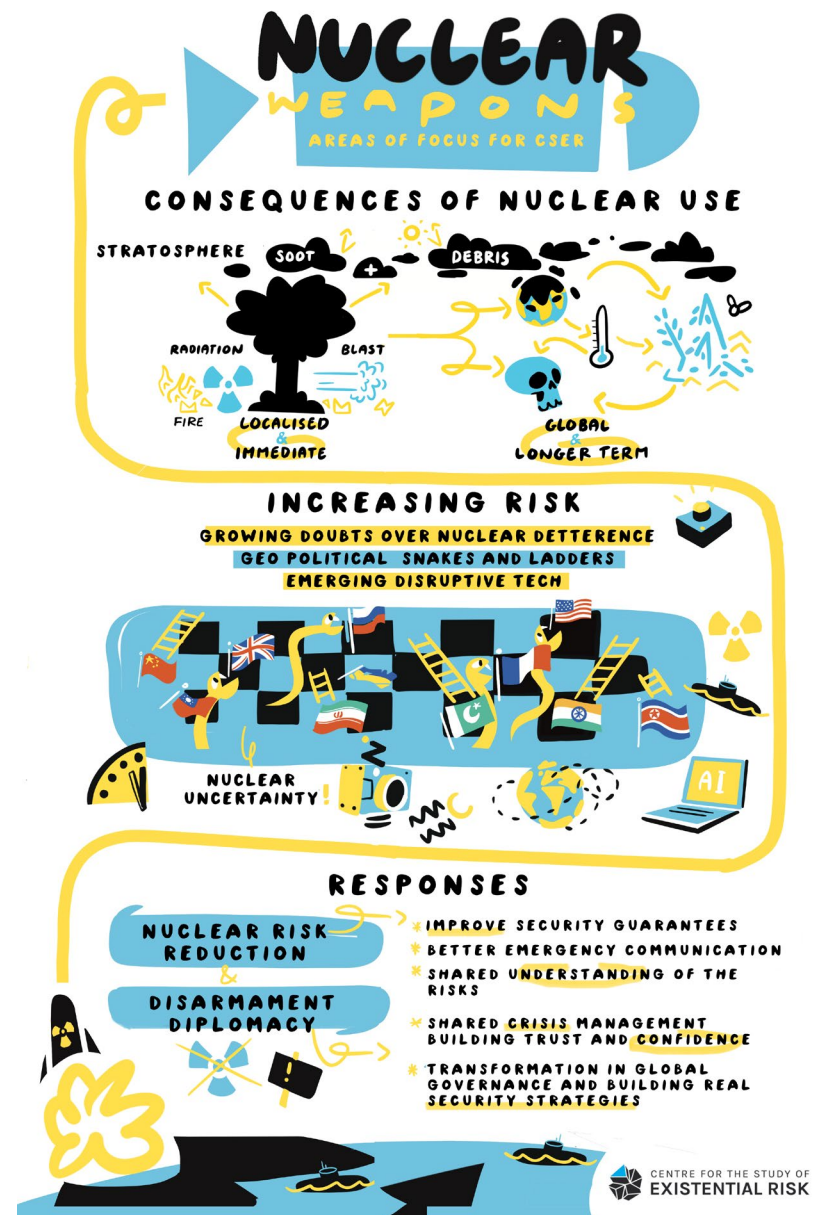 NUCLEAR
WEAPONS
AREAS OF FOCUS FOR CSER
CONSEQUENCES OF NUCLEAR USE
STRATOSPHERE
SOOT
+
DEBRIS
RADIATION
BLAST
FIRE
LOCALISED
&
IMMEDIATE
GLOBAL
&
LONGER TERM
INCREASING RISK
GROWING DOUBTS OVER NUCLEAR DETTERENCE
GEO POLITICAL SNAKES AND LADDERS
EMERGING DISRUPTIVE TECH
NUCLEAR
UNCERTAINTY!
AI
RESPONSES
NUCLEAR RISK
REDUCTION
&
DISARMAMENT
DIPLOMACY
!
* IMPROVE SECURITY GUARANTEES
* BETTER EMERGENCY COMMUNICATION
* SHARED UNDERSTANDING OF THE
RISKS
* SHARED CRISIS MANAGEMENT
BUILDING TRUST AND CONFIDENCE
* TRANSFORMATION IN GLOBAL
GOVERNANCE AND BUILDING REAL
SECURITY STRATEGIES
CENTRE FOR THE STUDY OF
EXISTENTIAL RISK